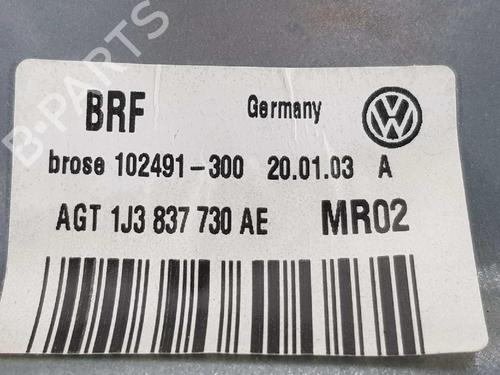 B-PARTS
BRF Germany
brose 102491-300 20.01.03 A
AGT 1J3 837 730 AE MR02